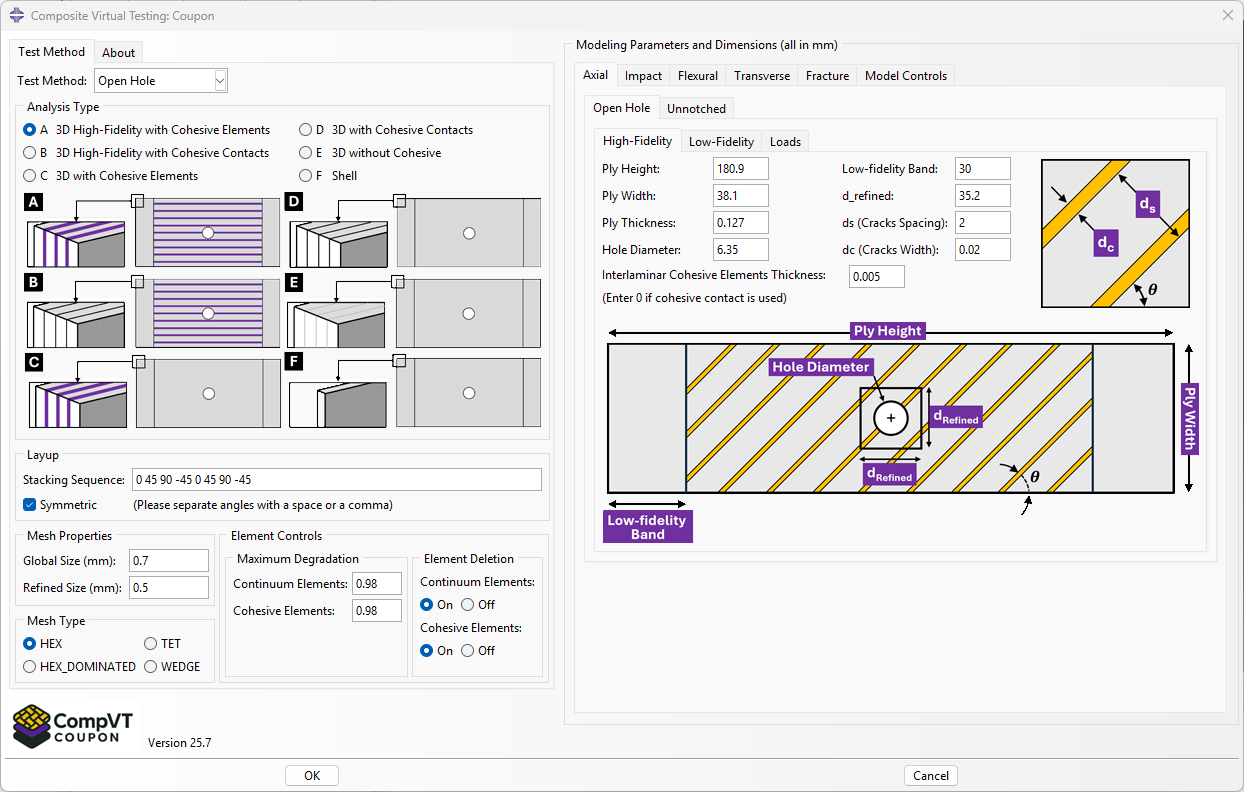 Composite Virtual Testing: Coupon
Test Method
About
Test Method:
Open Hole
Analysis Type
A 3D High-Fidelity with Cohesive Elements
D 3D with Cohesive Contacts
B 3D High-Fidelity with Cohesive Contacts
E 3D without Cohesive
C 3D with Cohesive Elements
F Shell
A
D
B
E
C
F
Layup
Stacking Sequence:
0 45 90 -45 0 45 90 -45
Symmetric
(Please separate angles with a space or a comma)
Mesh Properties
Global Size (mm):
0.7
Refined Size (mm):
0.5
Mesh Type
HEX
TET
HEX_DOMINATED
WEDGE
Element Controls
Maximum Degradation
Continuum Elements:
0.98
Cohesive Elements:
0.98
Element Deletion
Continuum Elements:
On
Off
Cohesive Elements:
On
Off
CompVT
COUPON
Version 25.7
Modeling Parameters and Dimensions (all in mm)
Axial
Impact
Flexural
Transverse
Fracture
Model Controls
Open Hole
Unnotched
High-Fidelity
Low-Fidelity
Loads
Ply Height:
180.9
Low-fidelity Band:
30
Ply Width:
38.1
d_refined:
35.2
Ply Thickness:
0.127
ds (Cracks Spacing):
2
Hole Diameter:
6.35
dc (Cracks Width):
0.02
Interlaminar Cohesive Elements Thickness:
0.005
(Enter 0 if cohesive contact is used)
ds
dc
θ
Ply Height
Hole Diameter
dRefined
Ply Width
dRefined
θ
Low-fidelity
Band
OK
Cancel